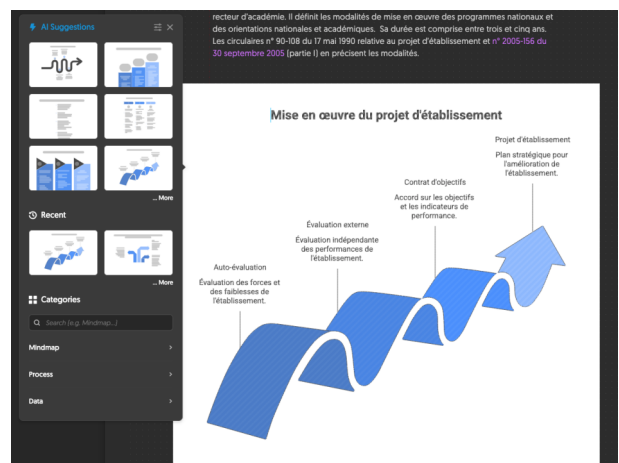 recteur d'académie. Il définit les modalités de mise en œuvre des programmes nationaux et
des orientations nationales et académiques. Sa durée est comprise entre trois et cinq ans.
Les circulaires n° 90-108 du 17 mai 1990 relative au projet d'établissement et n° 2005-156 du
30 septembre 2005 (partie I) en précisent les modalités.
AI Suggestions
... More
Recent
... More
Categories
Search (e.g. Mindmap...)
Mindmap
Process
Data
Mise en œuvre du projet d'établissement
Auto-évaluation
Évaluation des forces et
des faiblesses de
l'établissement.
Évaluation externe
Évaluation indépendante
des performances de
l'établissement.
Contrat d'objectifs
Accord sur les objectifs
et les indicateurs de
performance.
Projet d'établissement
Plan stratégique pour
l'amélioration de
l'établissement.